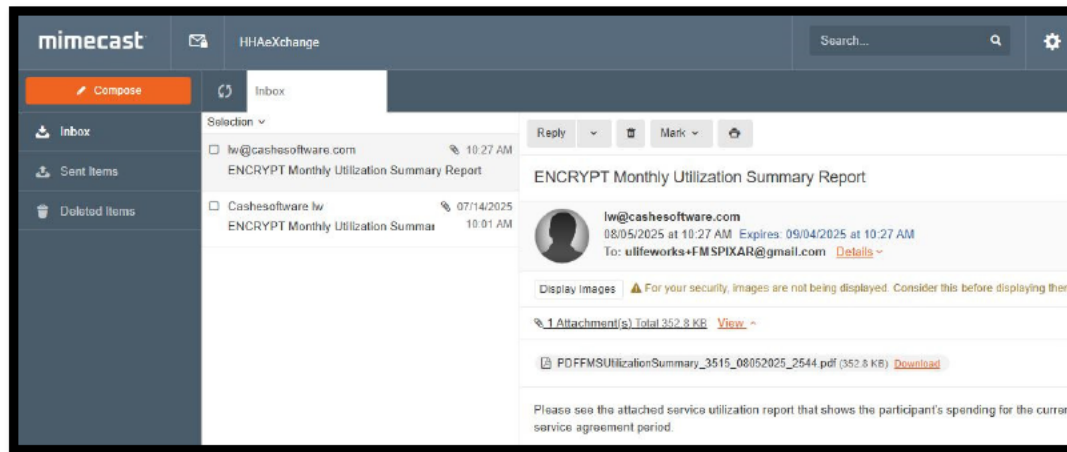 mimecast
HHAeXchange
Search...
Compose
Inbox
Inbox
Sent Items
Deleted Items
Selection
lw@cashesoftware.com 10:27 AM
ENCRYPT Monthly Utilization Summary Report
Cashesoftware lw 07/14/2025
ENCRYPT Monthly Utilization Summar 10:01 AM
Reply Mark
ENCRYPT Monthly Utilization Summary Report
lw@cashesoftware.com
08/05/2025 at 10:27 AM Expires: 09/04/2025 at 10:27 AM
To: ulifeworks+FMSPIXAR@gmail.com Details
Display Images For your security, images are not being displayed. Consider this before displaying them
1 Attachment(s) Total 352.8 KB View
PDFFMSUtilizationSummary_3515_08052025_2544.pdf (352.8 KB) Download
Please see the attached service utilization report that shows the participant's spending for the curren
service agreement period.